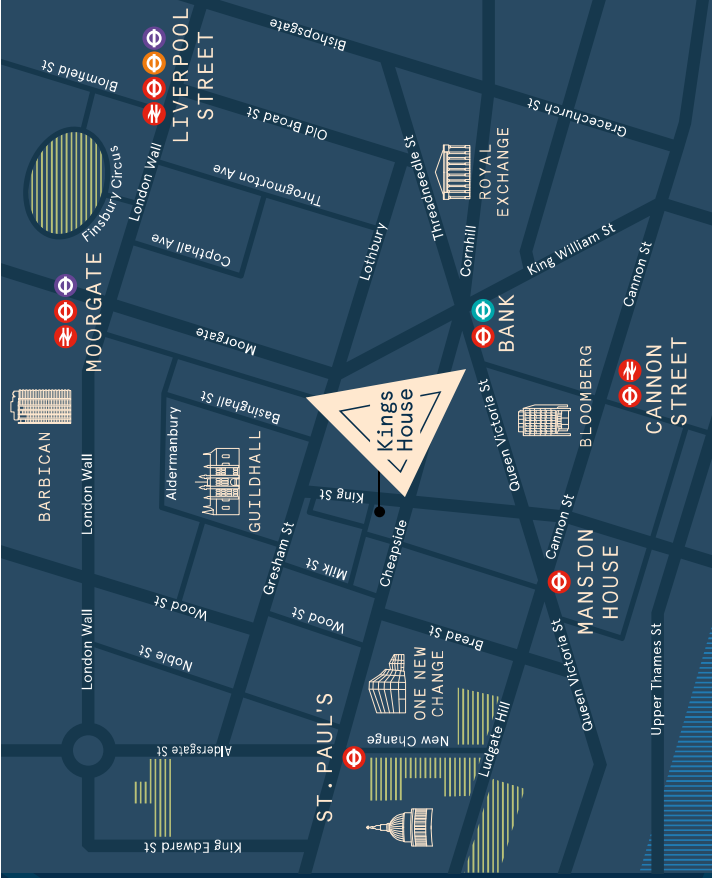 Bishopsgate
LIVERPOOL
STREET
Blomfield St
Old Broad St
Gracechurch St
Finsbury Circus
London Wall
Throgmorton Ave
Threadneedle St
ROYAL
EXCHANGE
Copthall Ave
Lothbury
Cornhill
King William St
Cannon St
MOORGATE
Moorgate
BANK
BARBICAN
Basinghall St
Kings
House
BLOOMBERG
CANNON
STREET
Aldermanbury
GUILDHALL
Queen Victoria St
London Wall
King St
Gresham St
Cheapside
Cannon St
MANSION
HOUSE
Milk St
Wood St
Wood St
London Wall
Noble St
Bread St
Queen Victoria St
Upper Thames St
ONE NEW
CHANGE
ST. PAUL'S
New Change
Ludgate Hill
Aldersgate St
King Edward St